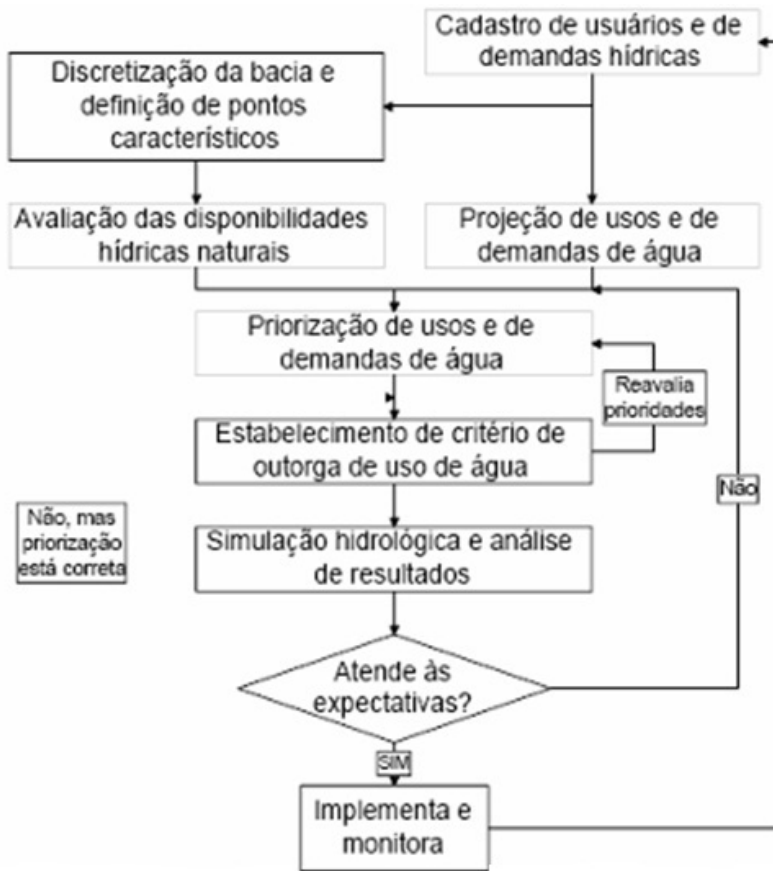 Cadastro de usuários e de
demandas hídricas
Discretização da bacia e
definição de pontos
característicos
Avaliação das disponibilidades
hídricas naturais
Projeção de usos e de
demandas de água
Priorização de usos e de
demandas de água
Reavalia
prioridades
Estabelecimento de critério de
outorga de uso de água
Não
Não, mas
priorização
está correta
Simulação hidrológica e análise
de resultados
Atende às
expectativas?
SIM
Implementa e
monitora